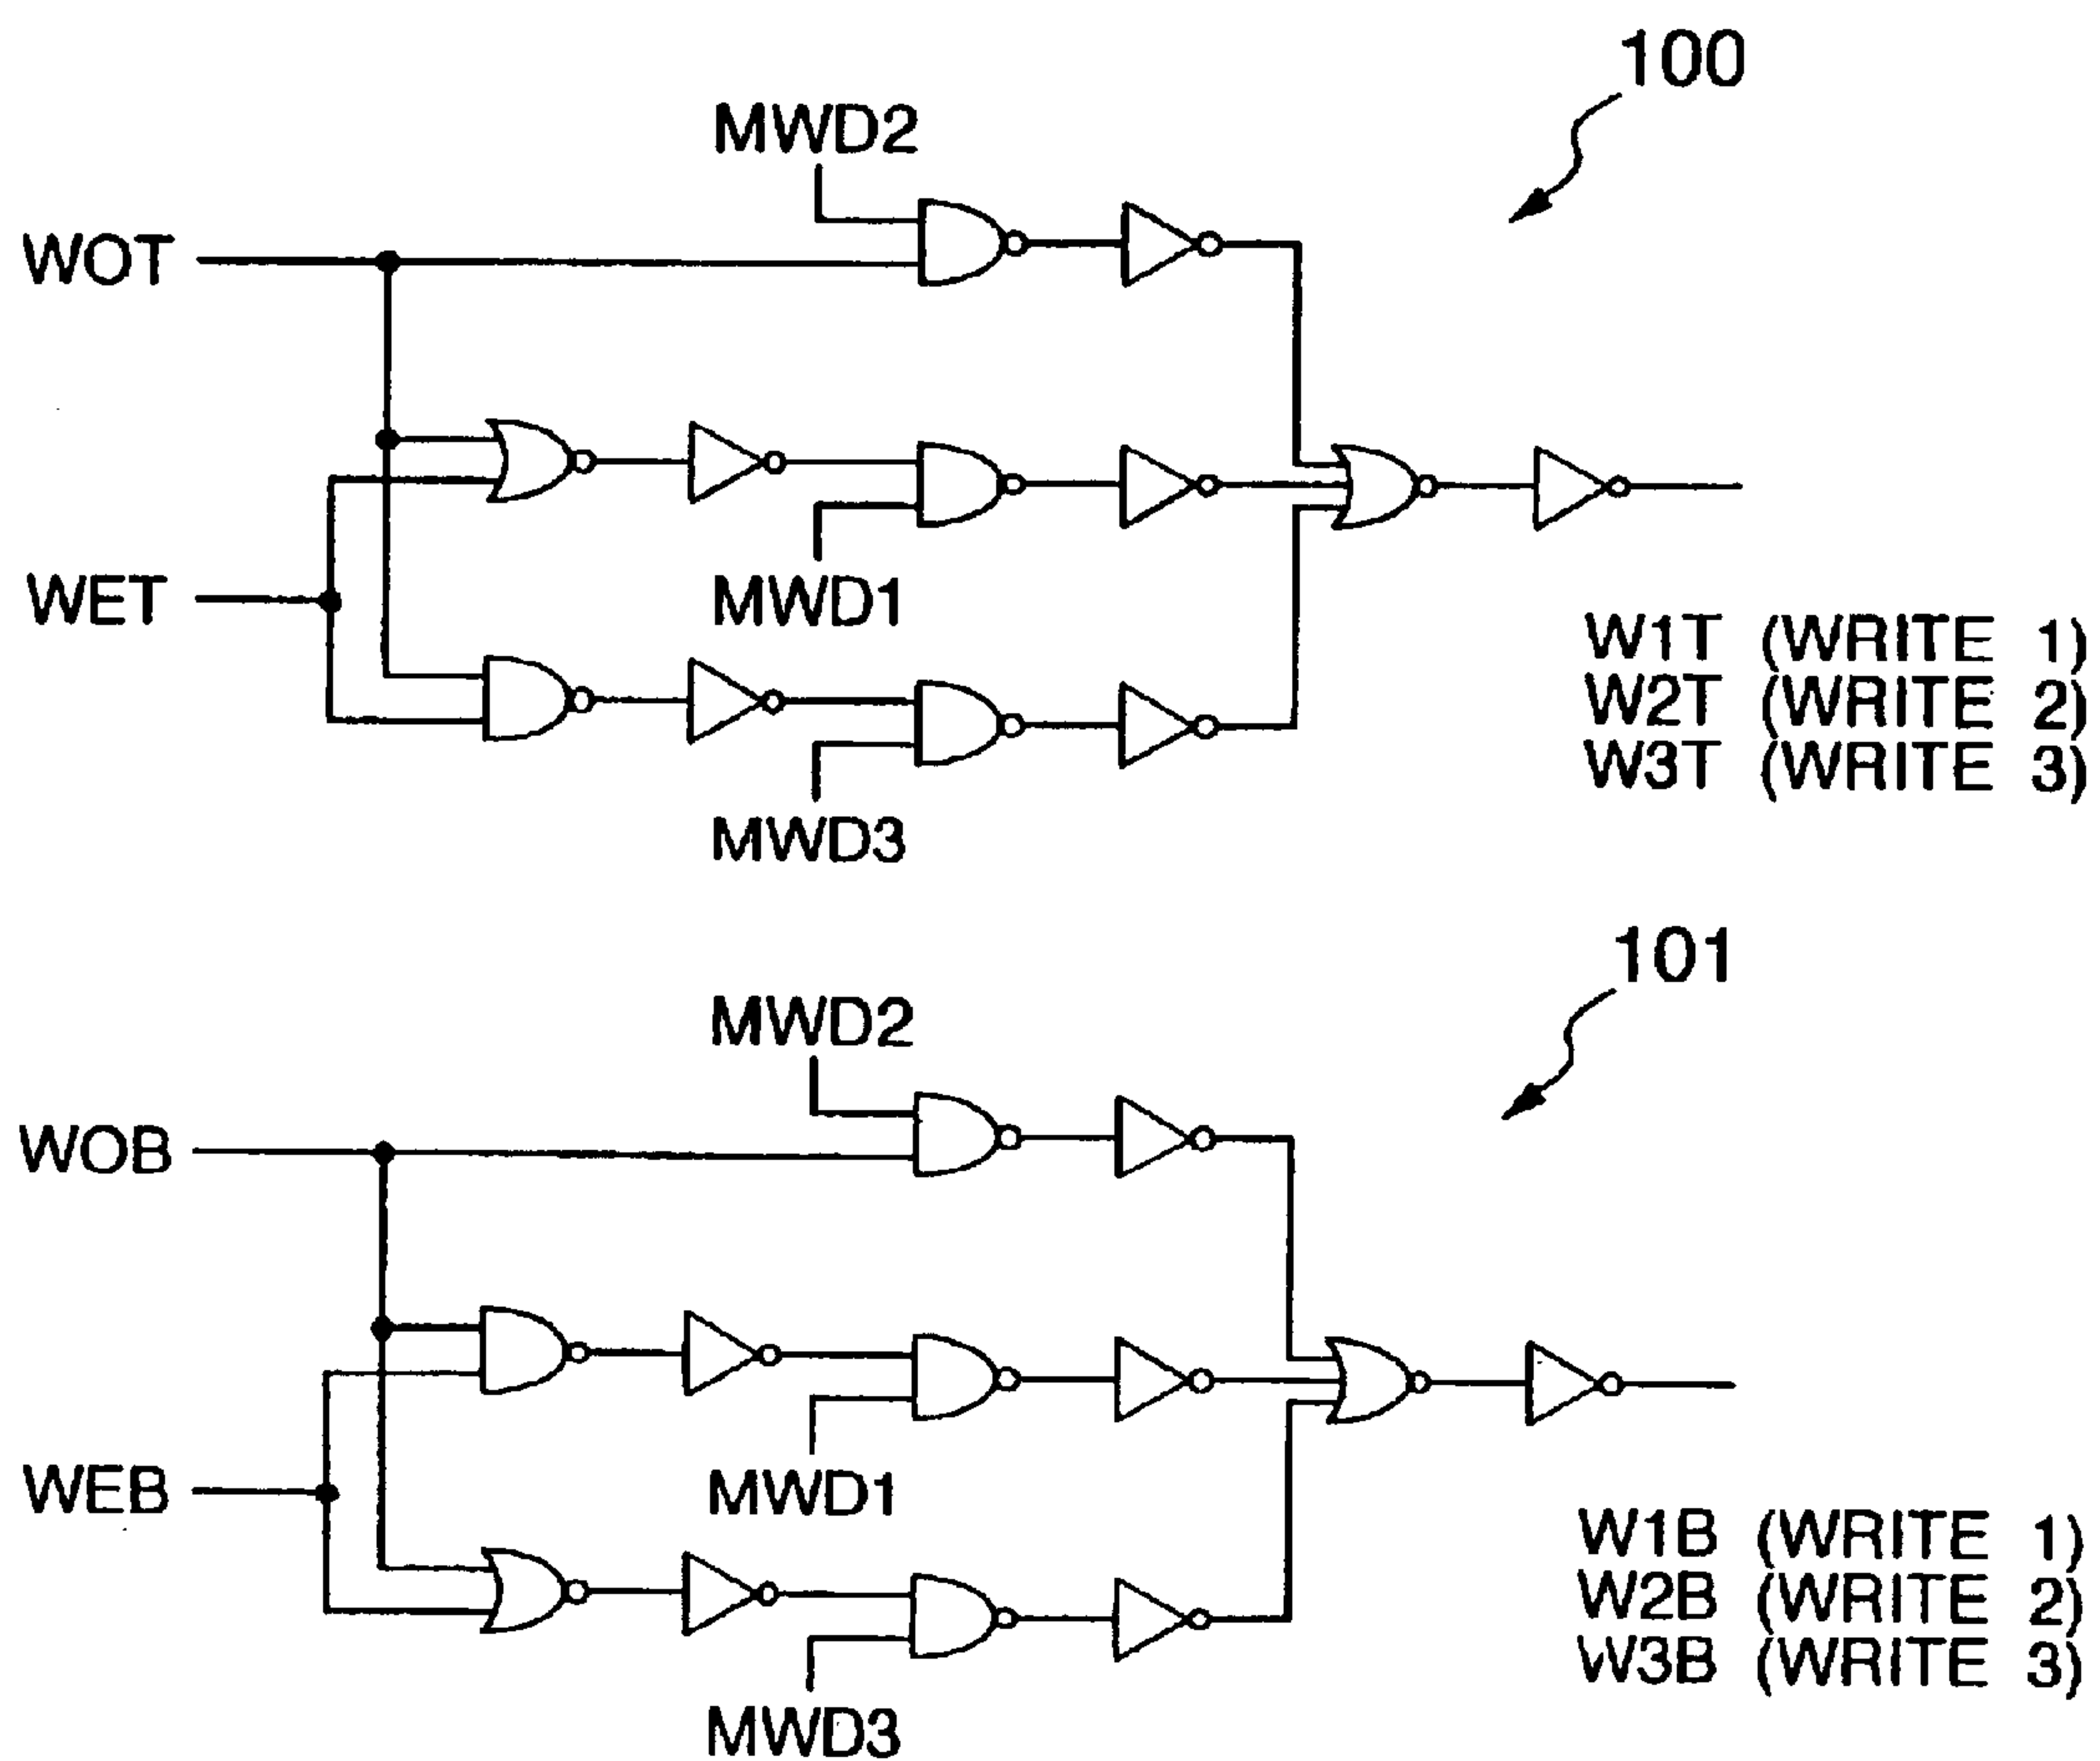 100
MWD2
WOT
WET
MWD1
W1T (WRITE 1)
W2T (WRITE 2)
W3T (WRITE 3)
MWD3
101
MWD2
WOB
WEB
MWD1
W1B (WRITE 1)
W2B (WRITE 2)
W3B (WRITE 3)
MWD3